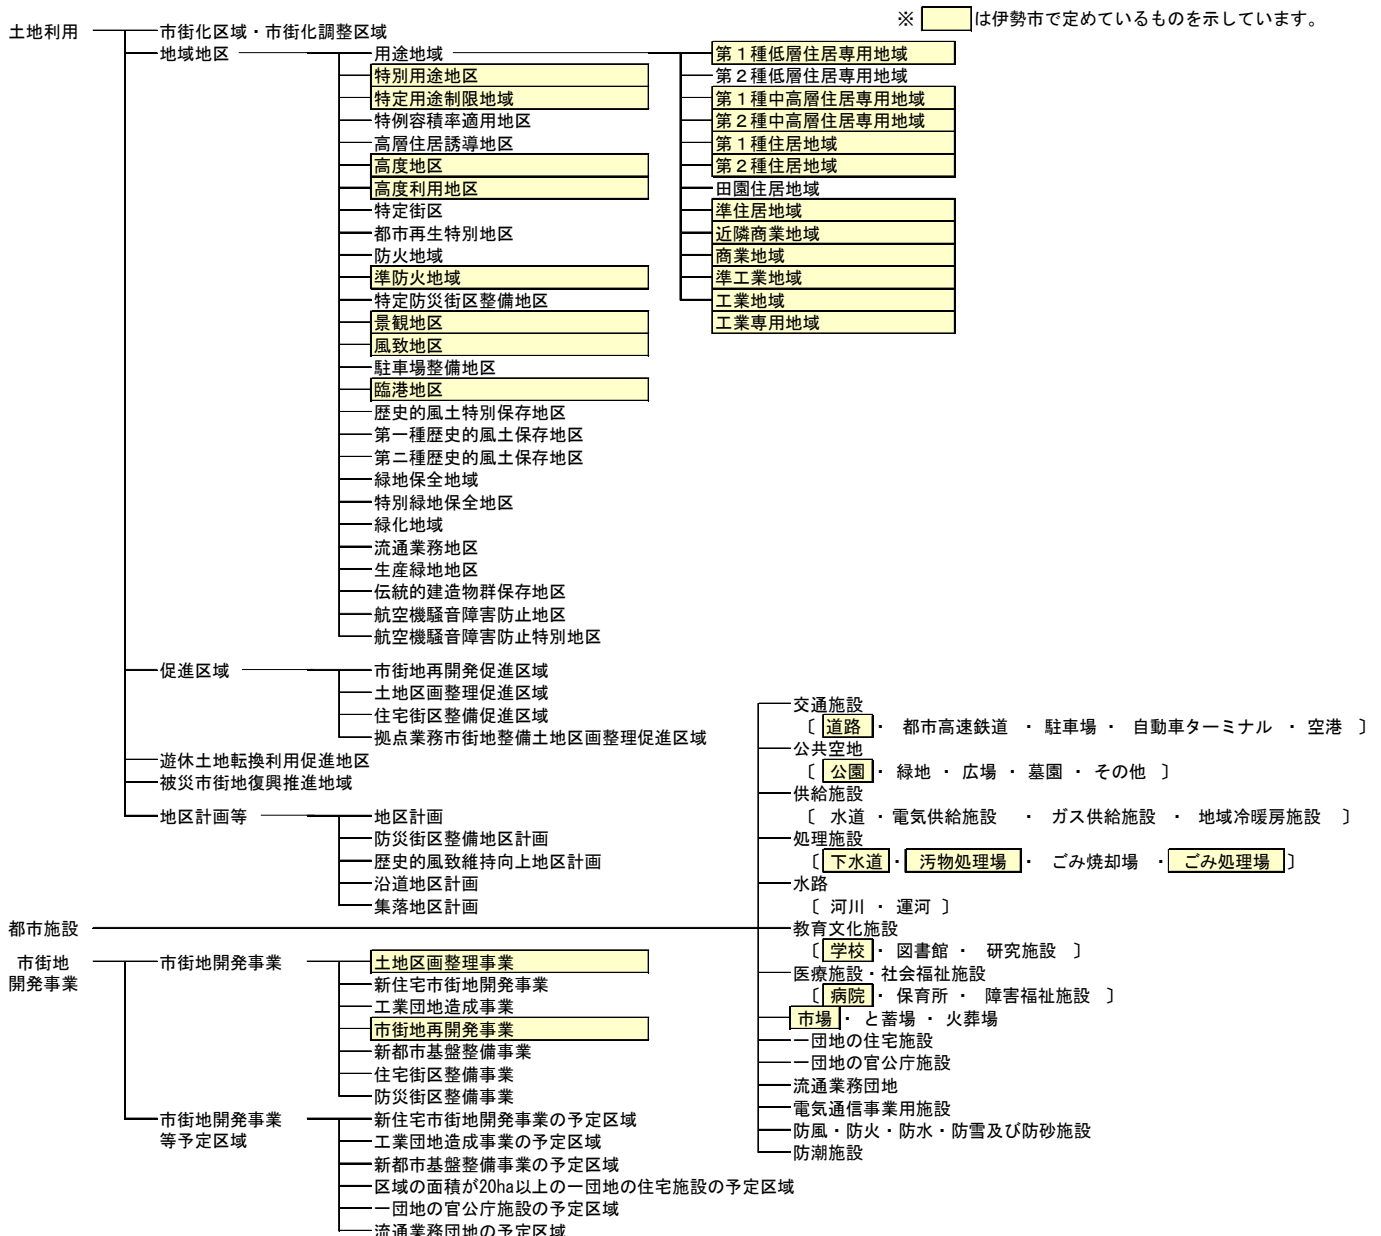 ※ は伊勢市で定めているものを示しています。
土地利用
市街化区域・市街化調整区域
地域地区
用途地域
第１種低層住居専用地域
特別用途地区
第２種低層住居専用地域
特定用途制限地域
第１種中高層住居専用地域
特例容積率適用地区
第２種中高層住居専用地域
高層住居誘導地区
第１種住居地域
高度地区
第２種住居地域
高度利用地区
田園住居地域
特定街区
準住居地域
都市再生特別地区
近隣商業地域
防火地域
商業地域
準防火地域
準工業地域
特定防災街区整備地区
工業地域
景観地区
工業専用地域
風致地区
駐車場整備地区
臨港地区
歴史的風土特別保存地区
第一種歴史的風土保存地区
第二種歴史的風土保存地区
緑地保全地域
特別緑地保全地区
緑化地域
流通業務地区
生産緑地地区
伝統的建造物群保存地区
航空機騒音障害防止地区
航空機騒音障害防止特別地区
促進区域
市街地再開発促進区域
土地区画整理促進区域
住宅街区整備促進区域
拠点業務市街地整備土地区画整理促進区域
遊休土地転換利用促進地区
被災市街地復興推進地域
地区計画等
地区計画
防災街区整備地区計画
歴史的風致維持向上地区計画
沿道地区計画
集落地区計画
都市施設
交通施設
〔 道路 ・ 都市高速鉄道 ・ 駐車場 ・ 自動車ターミナル ・ 空港 〕
公共空地
〔 公園 ・ 緑地 ・ 広場 ・ 墓園 ・ その他 〕
供給施設
〔 水道 ・ 電気供給施設 ・ ガス供給施設 ・ 地域冷暖房施設 〕
処理施設
〔 下水道 ・ 汚物処理場 ・ ごみ焼却場 ・ ごみ処理場 〕
水路
〔 河川 ・ 運河 〕
教育文化施設
〔 学校 ・ 図書館 ・ 研究施設 〕
医療施設・社会福祉施設
〔 病院 ・ 保育所 ・ 障害福祉施設 〕
市場 ・ と蓄場 ・ 火葬場
一団地の住宅施設
一団地の官公庁施設
流通業務団地
電気通信事業用施設
防風・防火・防水・防雪及び防砂施設
防潮施設
市街地
開発事業
市街地開発事業
土地区画整理事業
新住宅市街地開発事業
工業団地造成事業
市街地再開発事業
新都市基盤整備事業
住宅街区整備事業
防災街区整備事業
市街地開発事業
等予定区域
新住宅市街地開発事業の予定区域
工業団地造成事業の予定区域
新都市基盤整備事業の予定区域
区域の面積が20ha以上の一団地の住宅施設の予定区域
一団地の官公庁施設の予定区域
流通業務団地の予定区域